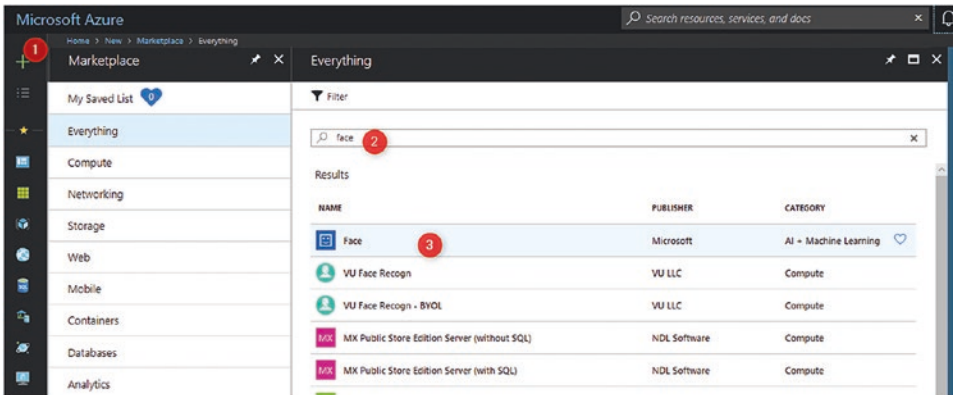 Microsoft Azure
Search resources, services, and docs
Home > New > Marketplace > Everything
1
Marketplace
Everything
My Saved List 0
Filter
Everything
face 2
Compute
Results
Networking
NAME PUBLISHER CATEGORY
Storage
Face 3 Microsoft AI + Machine Learning
Web
VU Face Recogn VU LLC Compute
Mobile
VU Face Recogn - BYOL VU LLC Compute
Containers
MX MX Public Store Edition Server (without SQL) NDL Software Compute
Databases
MX MX Public Store Edition Server (with SQL) NDL Software Compute
Analytics